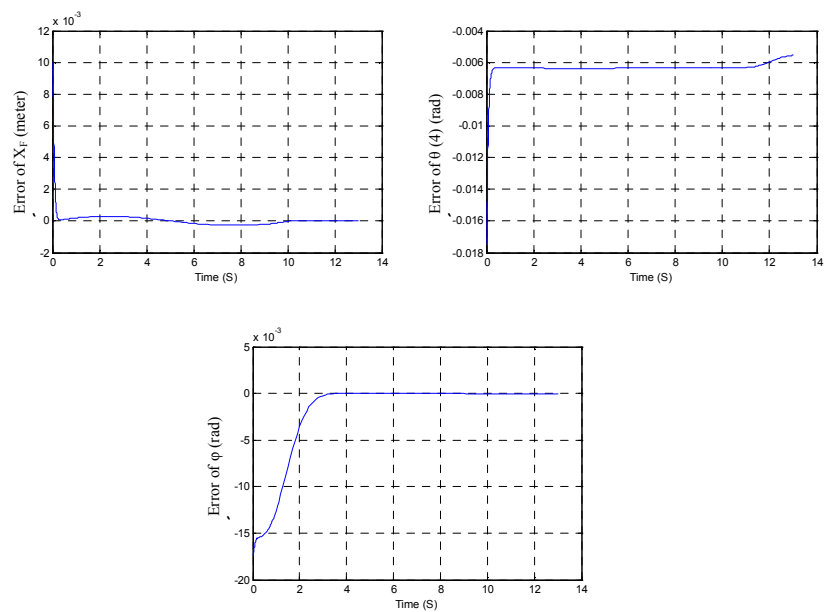 x 10⁻³
12
10
8
6
4
2
0
-2
0 2 4 6 8 10 12 14
Time (S)
Error of X_F (meter)
-0.004
-0.006
-0.008
-0.01
-0.012
-0.014
-0.016
-0.018
0 2 4 6 8 10 12 14
Time (S)
Error of θ (4) (rad)
x 10⁻³
5
0
-5
-10
-15
-20
0 2 4 6 8 10 12 14
Time (S)
Error of φ (rad)